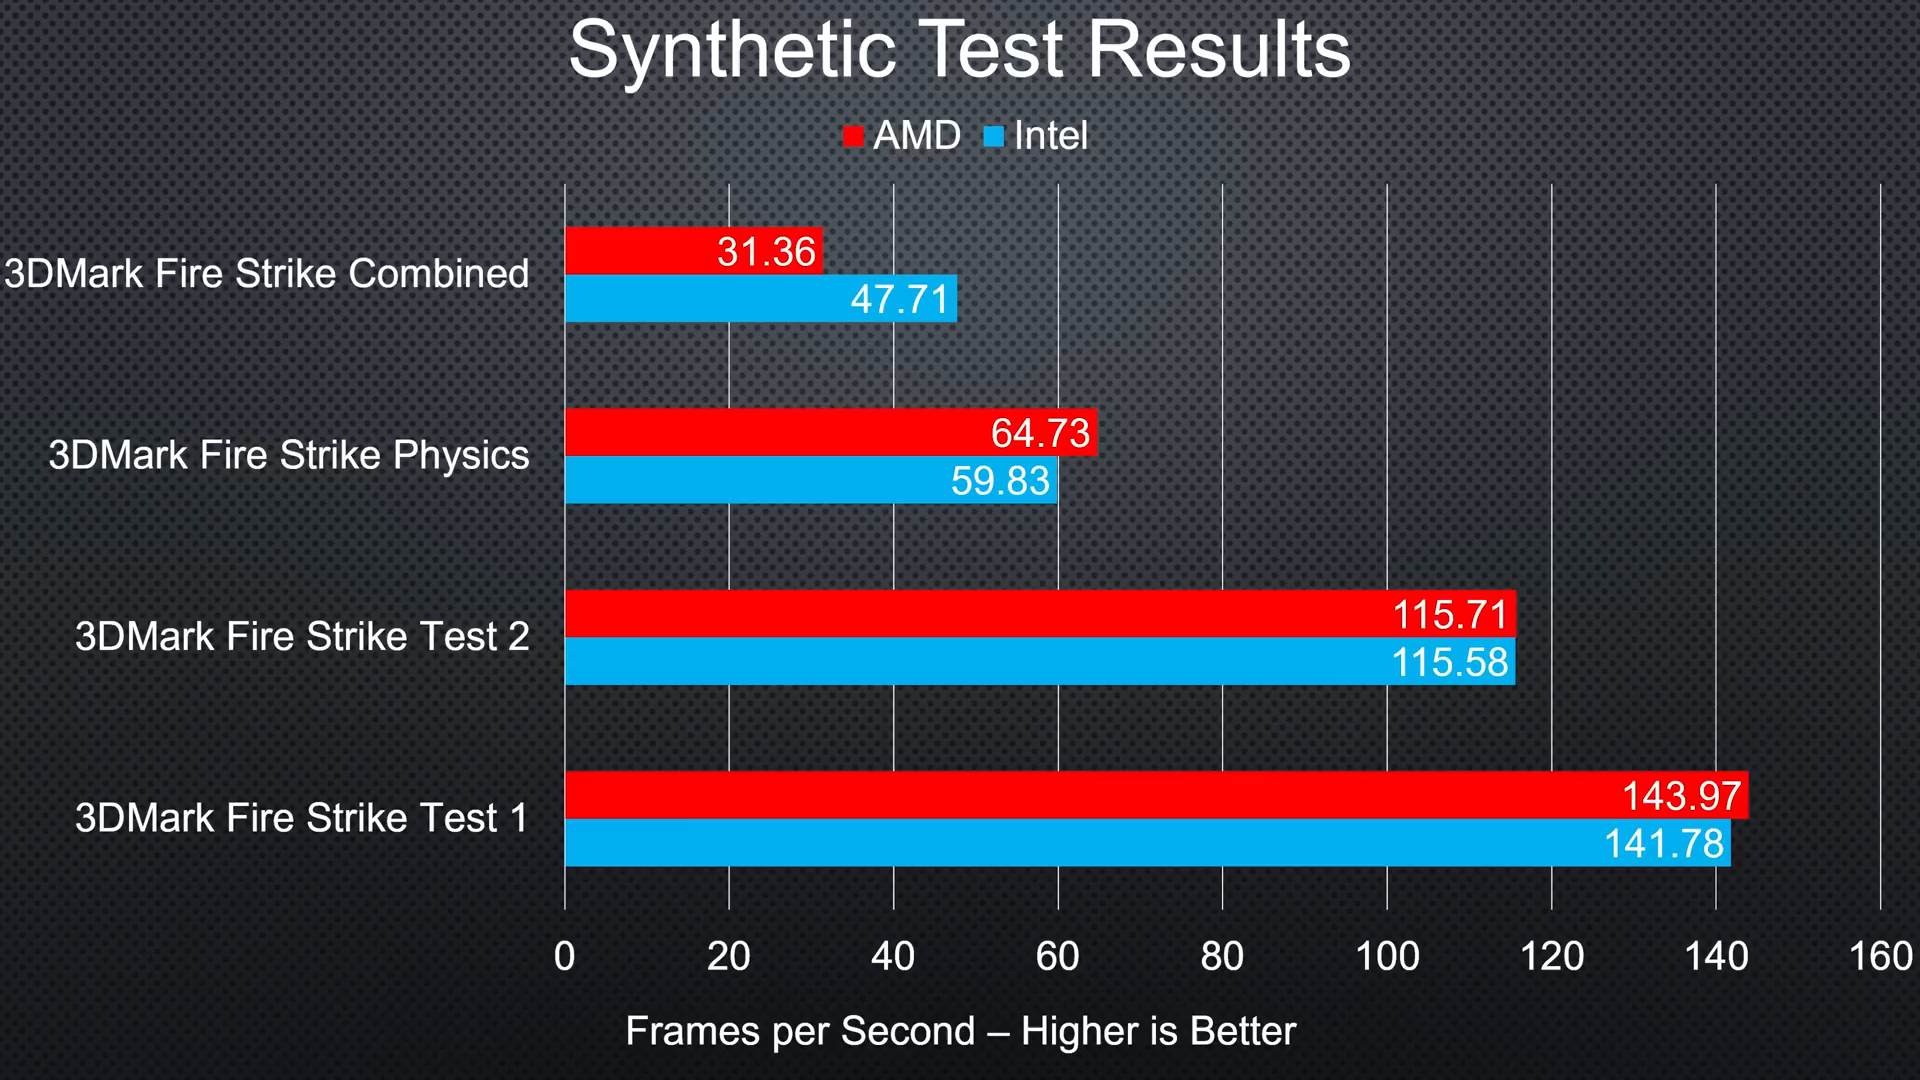 Synthetic Test Results
AMD Intel
3DMark Fire Strike Combined
31.36
47.71
3DMark Fire Strike Physics
64.73
59.83
3DMark Fire Strike Test 2
115.71
115.58
3DMark Fire Strike Test 1
143.97
141.78
0 20 40 60 80 100 120 140 160
Frames per Second – Higher is Better